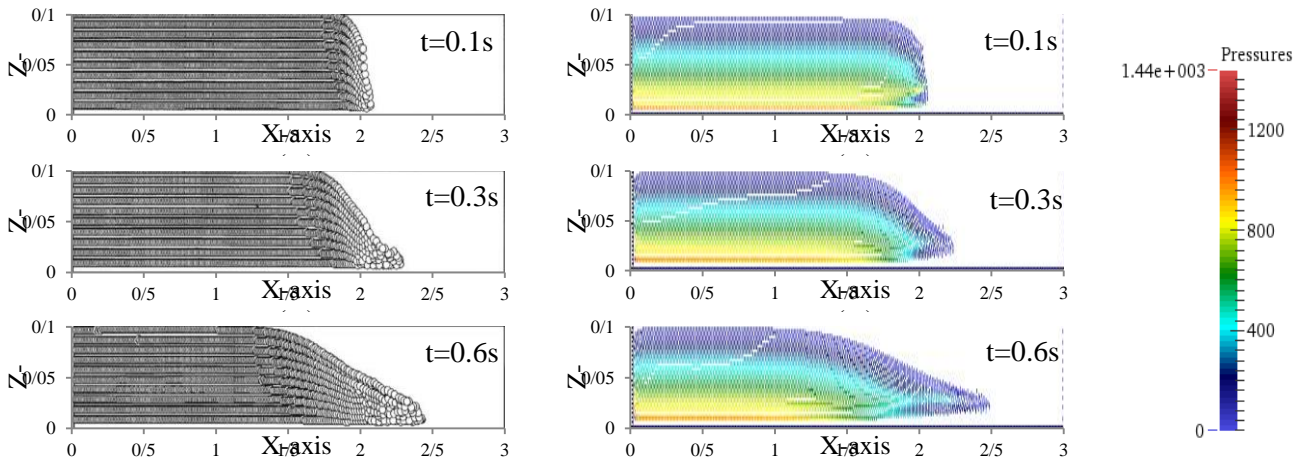 0/1
t=0.1s
Z-
0/05
0
0 0/5 1 2 2/5 3
X-axis
0/1
t=0.1s
Z-
0/05
0
0 0/5 1 2 2/5 3
X-axis
0/1
t=0.3s
Z-
0/05
0
0 0/5 1 2 2/5 3
X-axis
0/1
t=0.3s
Z-
0/05
0
0 0/5 1 2 2/5 3
X-axis
0/1
t=0.6s
Z-
0/05
0
0 0/5 1 2 2/5 3
X-axis
0/1
t=0.6s
Z-
0/05
0
0 0/5 1 2 2/5 3
X-axis
Pressures
1.44e+003
1200
800
400
0